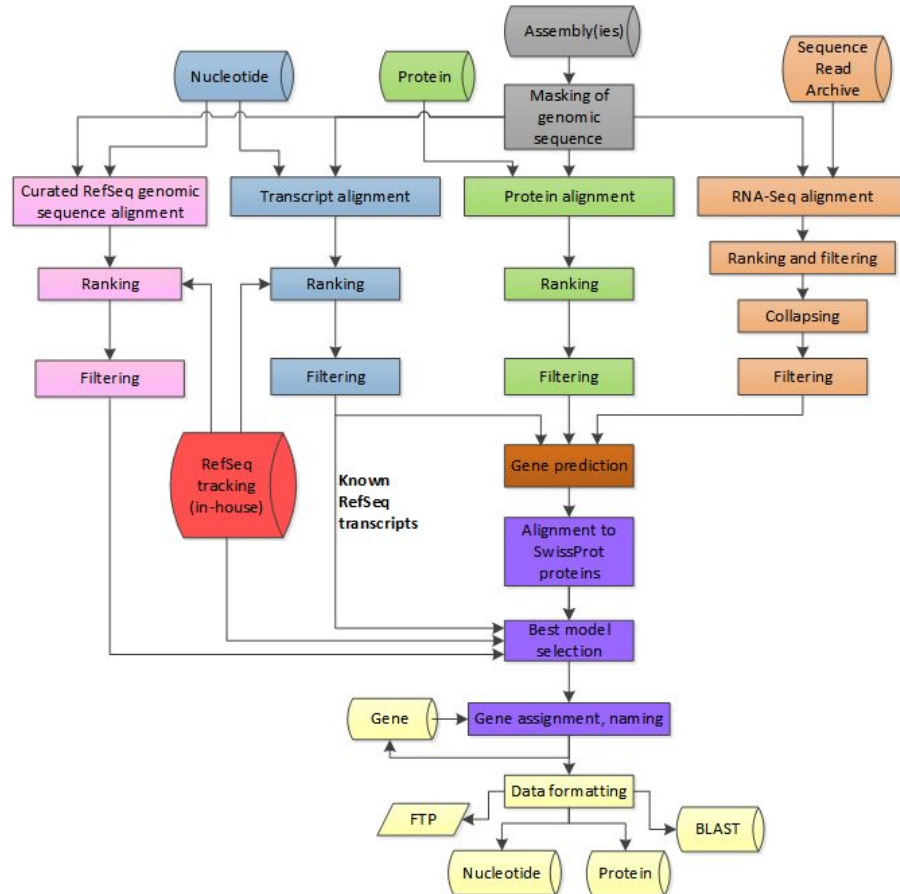 Assembly(ies)
Nucleotide
Protein
Sequence
Read
Archive
Masking of
genomic
sequence
Curated RefSeq genomic
sequence alignment
Transcript alignment
Protein alignment
RNA-Seq alignment
Ranking
Ranking
Ranking
Ranking and filtering
Collapsing
Filtering
Filtering
Filtering
Filtering
RefSeq
tracking
(in-house)
Known
RefSeq
transcripts
Gene prediction
Alignment to
SwissProt
proteins
Best model
selection
Gene
Gene assignment, naming
Data formatting
FTP
BLAST
Nucleotide
Protein